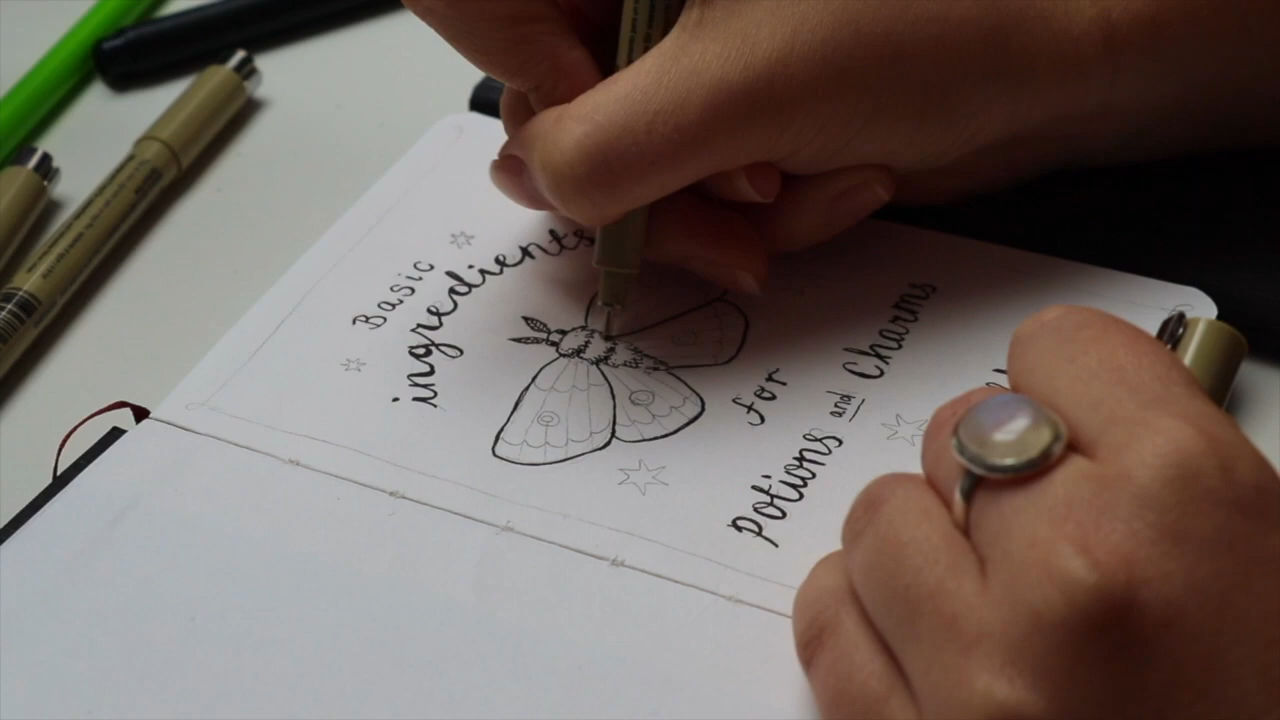 Basic
ingredients
for
Potions and Charms